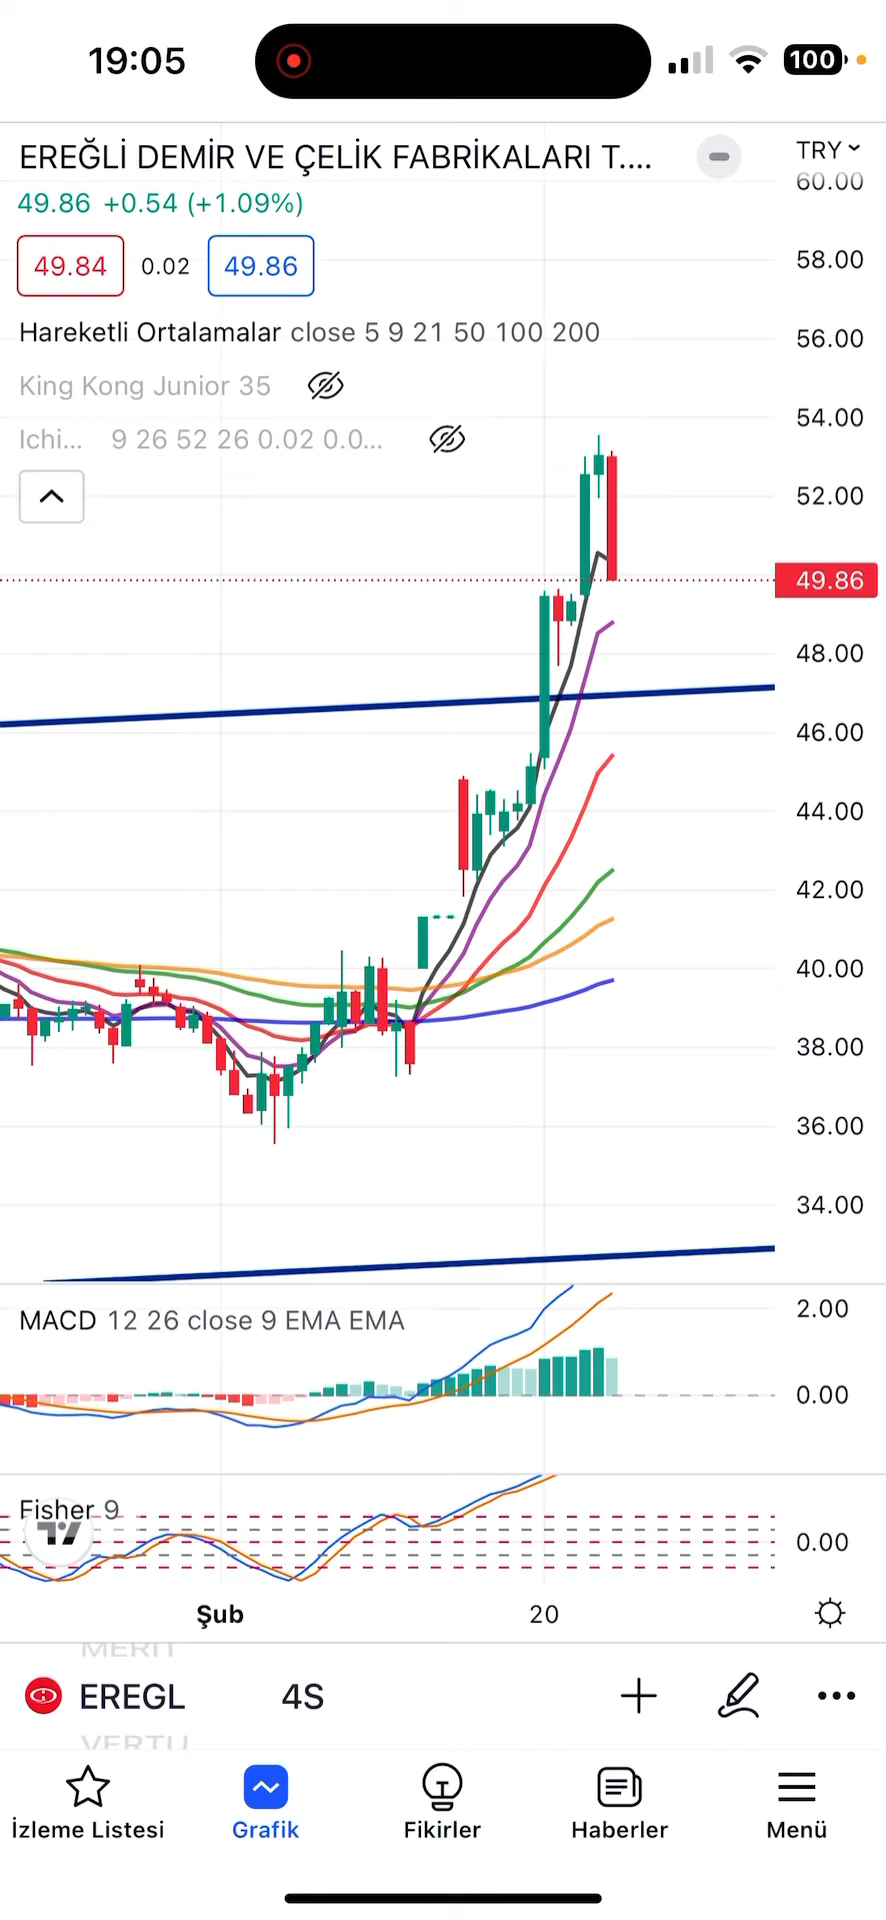 19:05
100
EREĞLİ DEMİR VE ÇELİK FABRİKALARI T....
TRY
60.00
49.86 +0.54 (+1.09%)
49.84 0.02 49.86
58.00
Hareketli Ortalamalar close 5 9 21 50 100 200
56.00
King Kong Junior 35
Ichi... 9 26 52 26 0.02 0.0...
54.00
52.00
49.86
48.00
46.00
44.00
42.00
40.00
38.00
36.00
34.00
MACD 12 26 close 9 EMA EMA
2.00
0.00
Fisher 9
0.00
Şub 20
MERIT
EREGL 4S
VERTU
İzleme Listesi Grafik Fikirler Haberler Menü